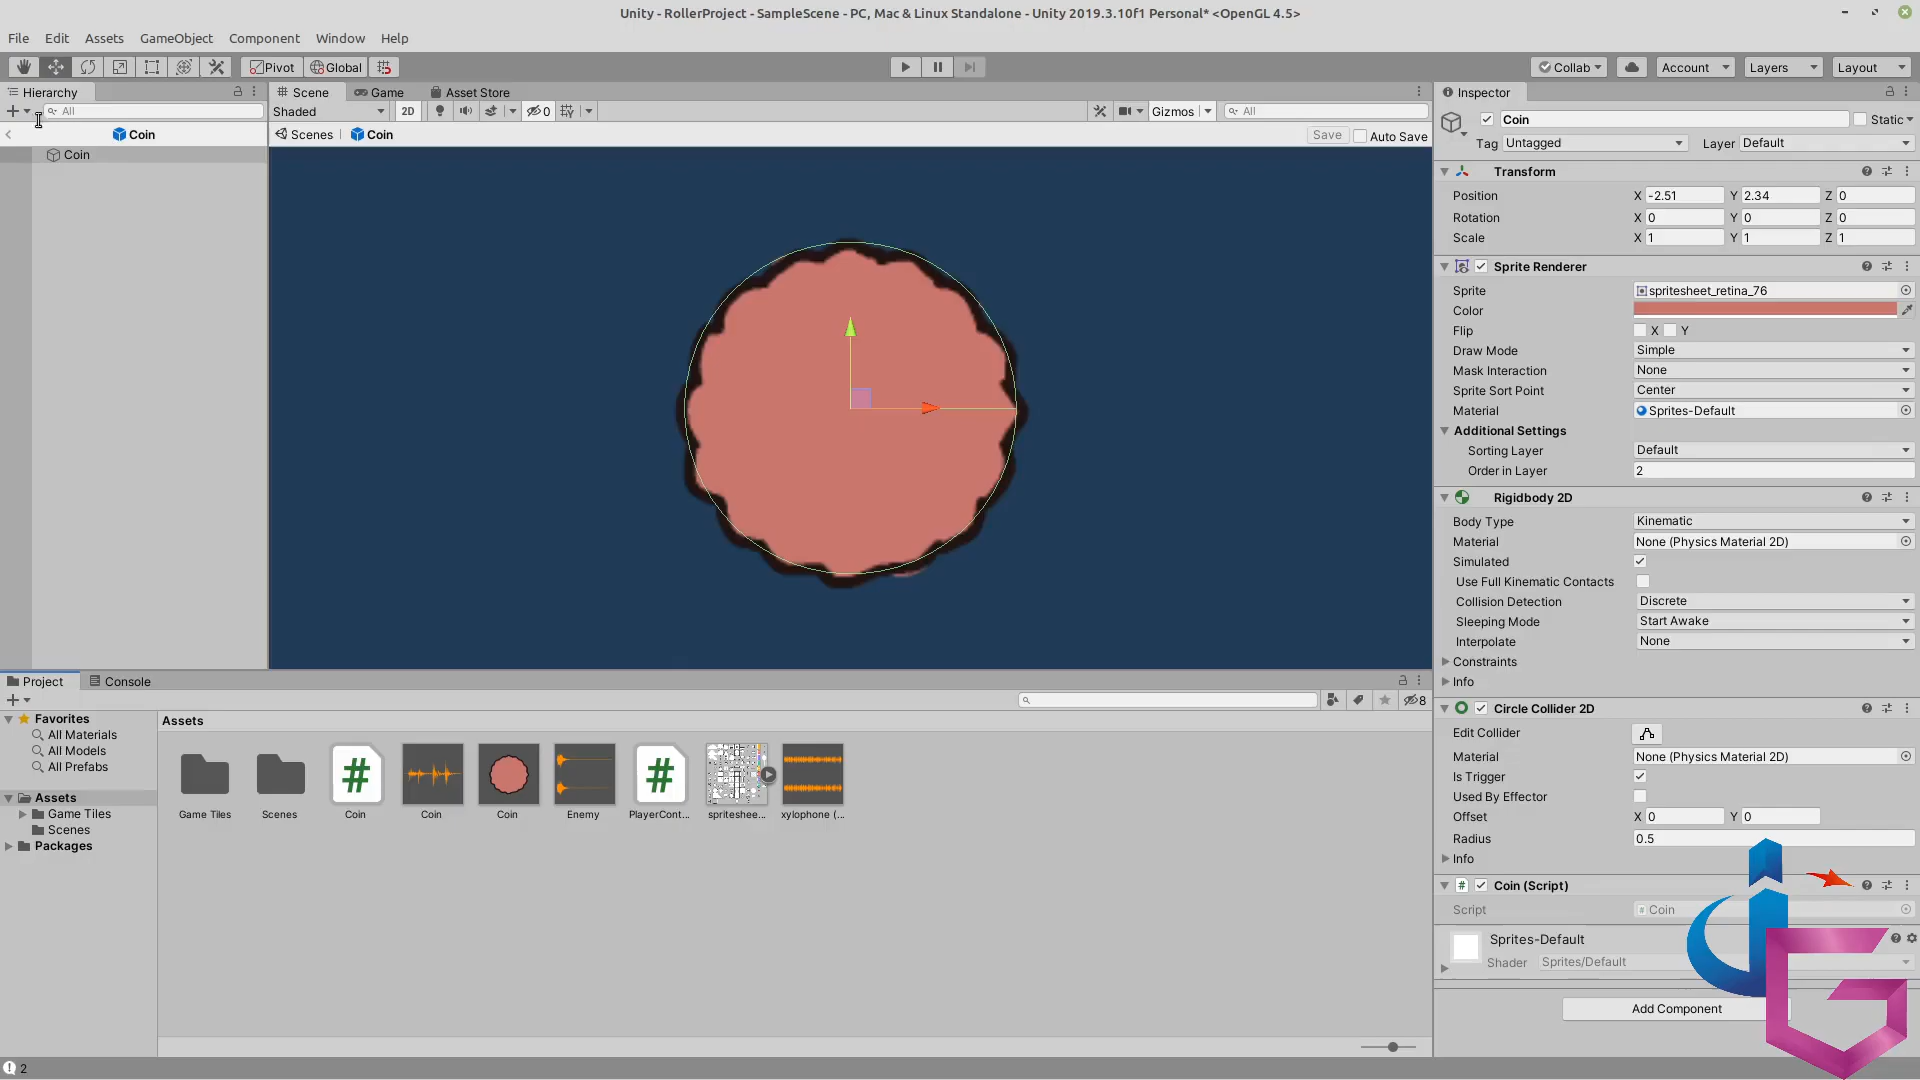 Unity - RollerProject - SampleScene - PC, Mac & Linux Standalone - Unity 2019.3.10f1 Personal* <OpenGL 4.5>
File Edit Assets GameObject Component Window Help
Pivot Global Collab Account Layers Layout
Hierarchy Scene Game Asset Store Inspector
All Shaded 2D 0 Gizmos All
Coin Scenes Coin Save Auto Save
Coin
Coin Static
Tag Untagged Layer Default
Transform
Position X -2.51 Y 2.34 Z 0
Rotation X 0 Y 0 Z 0
Scale X 1 Y 1 Z 1
Sprite Renderer
Sprite spritesheet_retina_76
Color
Flip X Y
Draw Mode Simple
Mask Interaction None
Sprite Sort Point Center
Material Sprites-Default
Additional Settings
Sorting Layer Default
Order in Layer 2
Rigidbody 2D
Body Type Kinematic
Material None (Physics Material 2D)
Simulated
Use Full Kinematic Contacts
Collision Detection Discrete
Sleeping Mode Start Awake
Interpolate None
Constraints
Info
Circle Collider 2D
Edit Collider
Material None (Physics Material 2D)
Is Trigger
Used By Effector
Offset X 0 Y 0
Radius 0.5
Info
Coin (Script)
Script Coin
Sprites-Default
Shader Sprites/Default
Add Component
Project Console
8
Favorites
All Materials
All Models
All Prefabs
Assets
Game Tiles
Scenes
Packages
Assets
Game Tiles Scenes Coin Coin Coin Enemy PlayerCont... spriteshee... xylophone (...
2